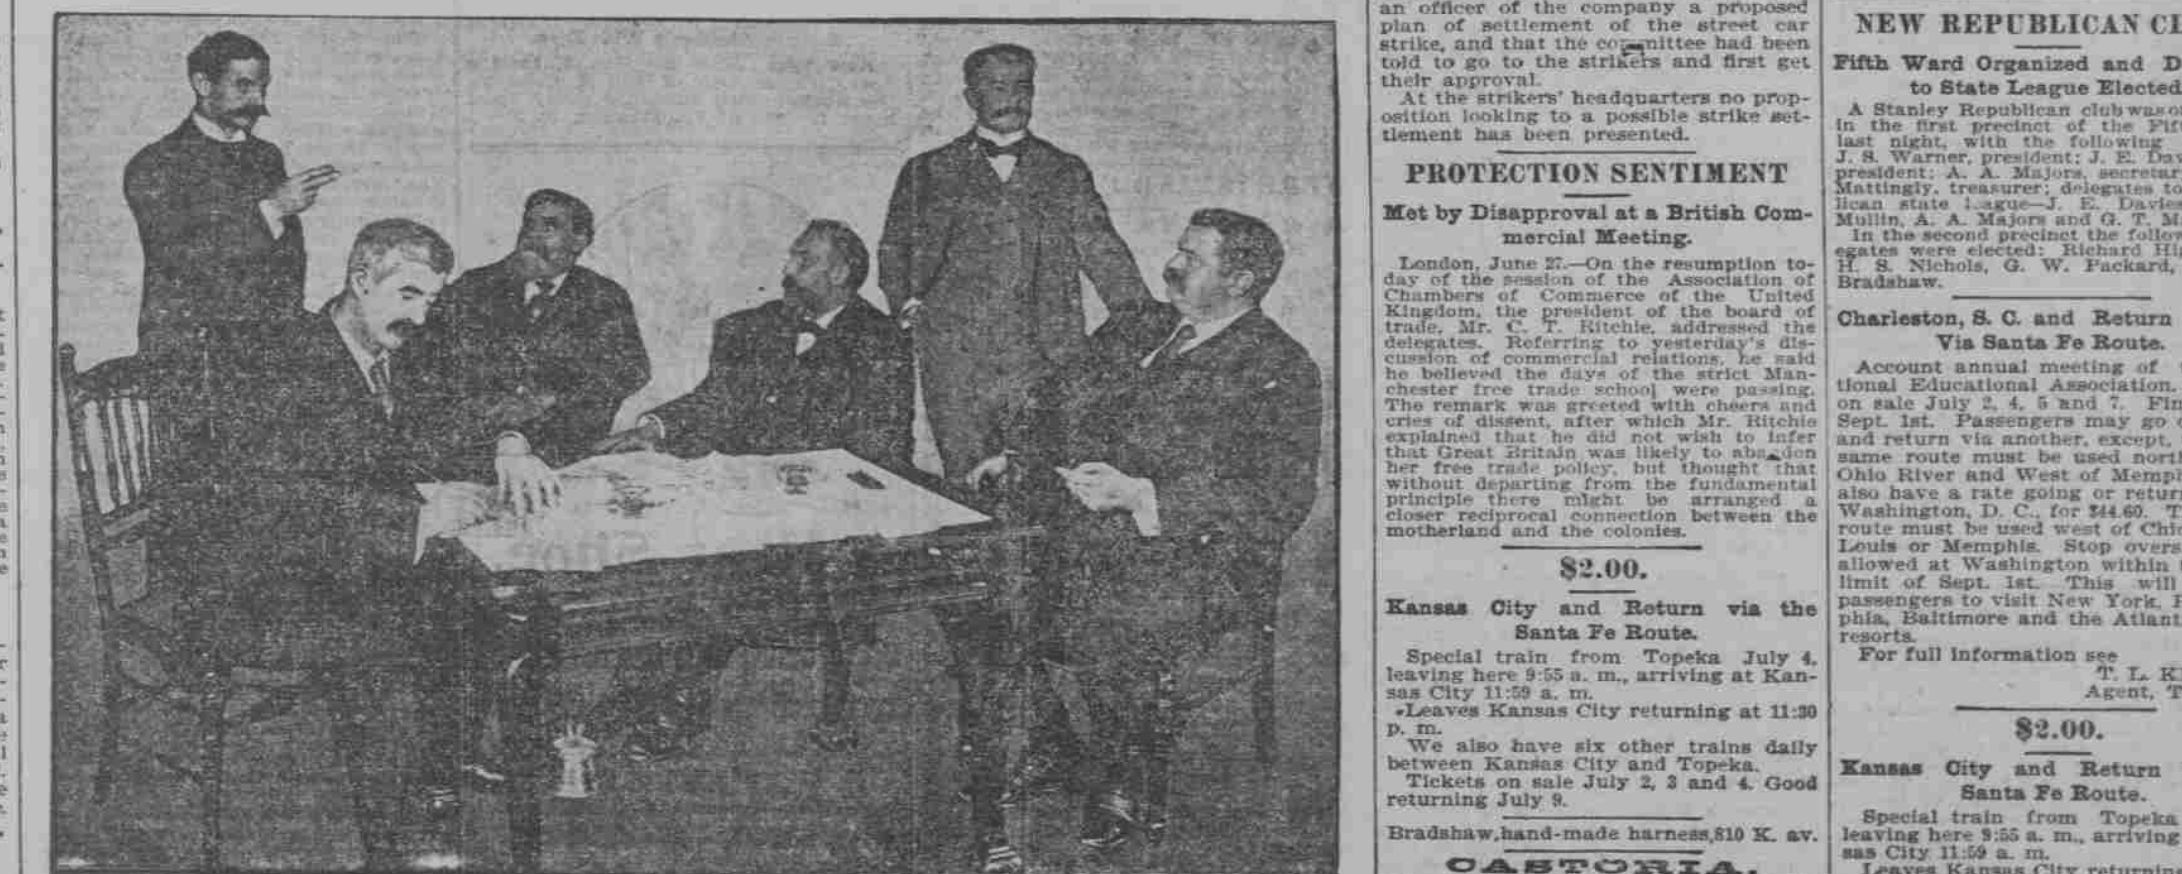 an officer of the company a proposed
plan of settlement of the street car
strike, and that the committee had been
told to go to the strikers and first get
their approval.
At the strikers' headquarters no prop-
osition looking to a possible strike set-
tlement has been presented.
PROTECTION SENTIMENT
Met by Disapproval at a British Com-
mercial Meeting.
London, June 27.—On the resumption to-
day of the session of the Association of
Chambers of Commerce of the United
Kingdom, the president of the board of
trade, Mr. C. T. Ritchie, addressed the
delegates. Referring to yesterday's dis-
cussion of commercial relations, he said
he believed the days of the strict Man-
chester free trade school were passing.
The remark was greeted with cheers and
cries of dissent, after which Mr. Ritchie
explained that he did not wish to infer
that Great Britain was likely to abandon
her free trade policy, but thought that
without departing from the fundamental
principle there might be arranged a
closer reciprocal connection between the
motherland and the colonies.
$2.00.
Kansas City and Return via the
Santa Fe Route.
Special train from Topeka July 4,
leaving here 9:55 a. m., arriving at Kan-
sas City 11:59 a. m.
Leaves Kansas City returning at 11:30
p. m.
We also have six other trains daily
between Kansas City and Topeka.
Tickets on sale July 2, 3 and 4. Good
returning July 9.
Bradshaw, hand-made harness, 810 K. av.
CASTORIA.
NEW REPUBLICAN
Fifth Ward Organized and
to State League Elected
A Stanley Republican club was
in the first precinct of the
last night, with the following
J. S. Warner, president; J. E.
president; A. A. Majors,
Mattingly, treasurer; delegates
lican state league—J. E.
Mullin, A. A. Majors and G. T.
In the second precinct the
egates were elected: Richard
H. S. Nichols, G. W. Packard,
Bradshaw.
Charleston, S. C. and Return
Via Santa Fe Route.
Account annual meeting of
tional Educational Association,
on sale July 2, 4, 5 and 7.
Sept. 1st. Passengers may go
and return via another, except,
same route must be used
Ohio River and West of
also have a rate going or
Washington, D. C., for $44.60.
route must be used west of
Louis or Memphis. Stop
allowed at Washington within
limit of Sept. 1st. This will
passengers to visit New York,
phia, Baltimore and the
resorts.
For full information see
T. L.
Agent,
$2.00.
Kansas City and Return
Santa Fe Route.
Special train from Topeka
leaving here 9:55 a. m., arriving
sas City 11:59 a. m.
Leaves Kansas City